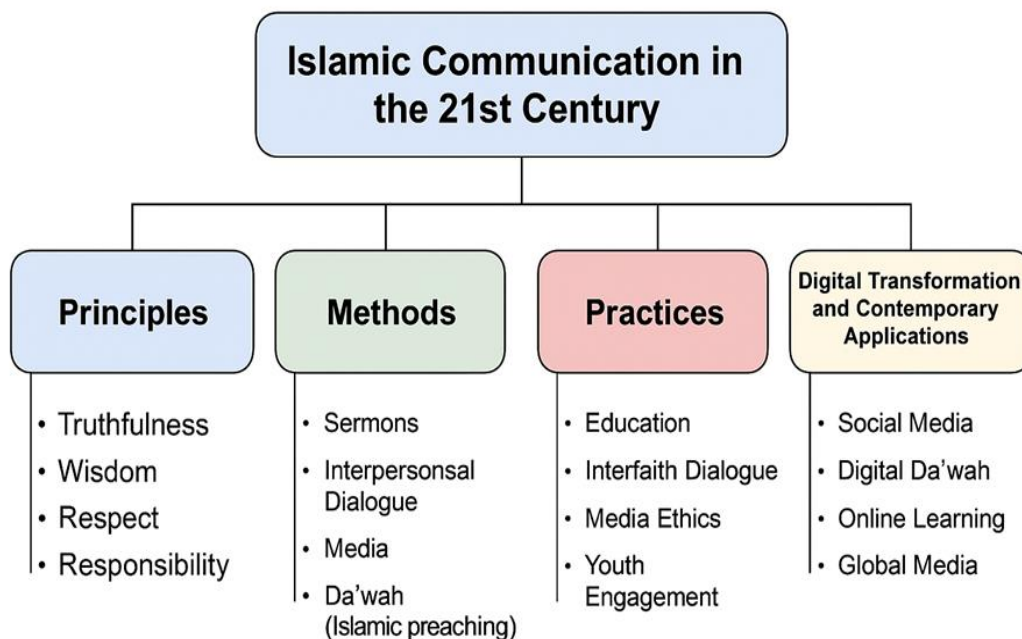 Islamic Communication in
the 21st Century
Principles
• Truthfulness
• Wisdom
• Respect
• Responsibility
Methods
• Sermons
• Interpersonsal
Dialogue
• Media
• Da'wah
(Islamic preaching)
Practices
• Education
• Interfaith Dialogue
• Media Ethics
• Youth
Engagement
Digital Transformation
and Contemporary
Applications
• Social Media
• Digital Da'wah
• Online Learning
• Global Media